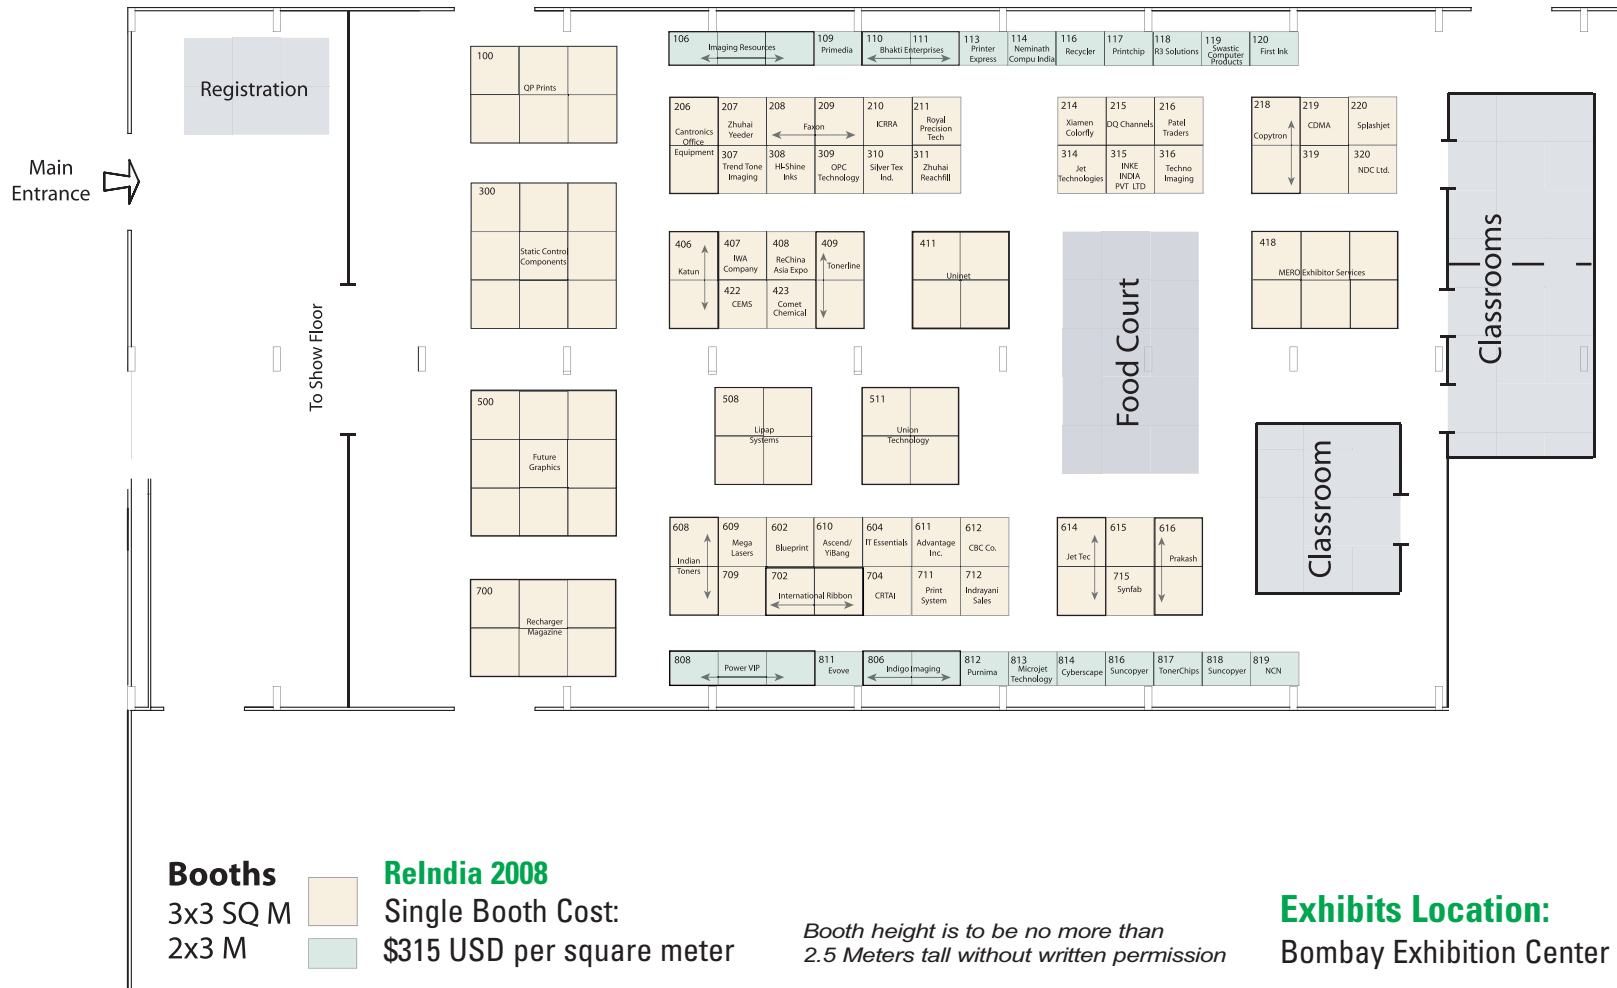 Registration
Main
Entrance
To Show Floor
100
QP Prints
300
Static Control
Components
500
Future
Graphics
700
Recharger
Magazine
106
Imaging Resources
109
Primedia
110
111
Bhakti Enterprises
113
Printer
Express
114
Neminath
Compu India
116
Recycler
117
Printchip
118
R3 Solutions
119
Swastic
Computer
Products
120
First Ink
206
Cantronics
Office
Equipment
207
Zhuhai
Yeeder
208
209
Faxon
210
ICRRA
211
Royal
Precision
Tech
307
Trend Tone
Imaging
308
HI-Shine
Inks
309
OPC
Technology
310
Silver Tex
Ind.
311
Zhuhai
Reachfill
214
Xiamen
Colorfly
215
DQ Channels
216
Patel
Traders
314
Jet
Technologies
315
INKE
INDIA
PVT LTD
316
Techno
Imaging
218
Copytron
219
CDMA
220
Splashjet
319
320
NDC Ltd.
406
Katun
407
IWA
Company
408
ReChina
Asia Expo
409
Tonerline
422
CEMS
423
Comet
Chemical
411
Uninet
Food Court
418
MERO Exhibitor Services
Classrooms
508
Lipap
Systems
511
Union
Technology
Classroom
608
Indian
Toners
609
Mega
Lasers
602
Blueprint
610
Ascend/
YiBang
604
IT Essentials
611
Advantage
Inc.
612
CBC Co.
709
702
International Ribbon
704
CRTAI
711
Print
System
712
Indrayani
Sales
614
Jet Tec
615
616
Prakash
715
Synfab
808
Power VIP
811
Evove
806
Indigo Imaging
812
Purnima
813
Microjet
Technology
814
Cyberscape
816
Suncopyer
817
TonerChips
818
Suncopyer
819
NCN
Booths
3x3 SQ M
2x3 M
ReIndia 2008
Single Booth Cost:
$315 USD per square meter
Booth height is to be no more than
2.5 Meters tall without written permission
Exhibits Location:
Bombay Exhibition Center